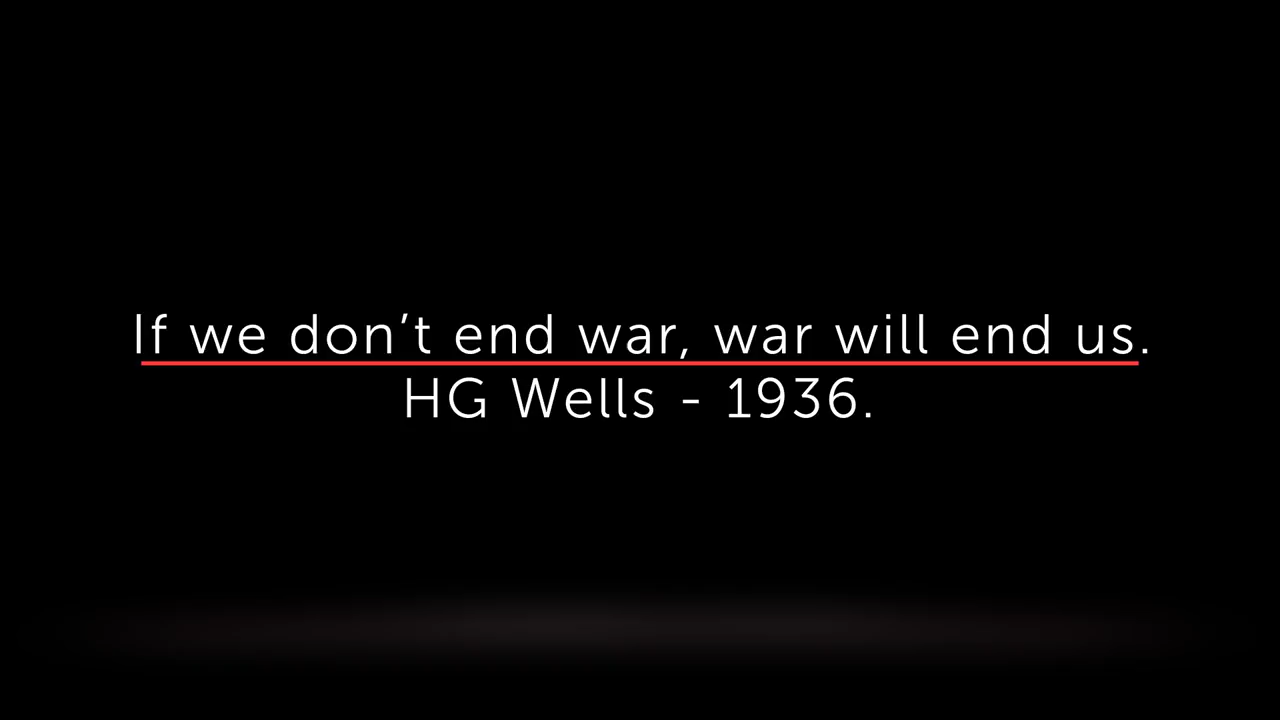 If we don’t end war, war will end us.
HG Wells - 1936.